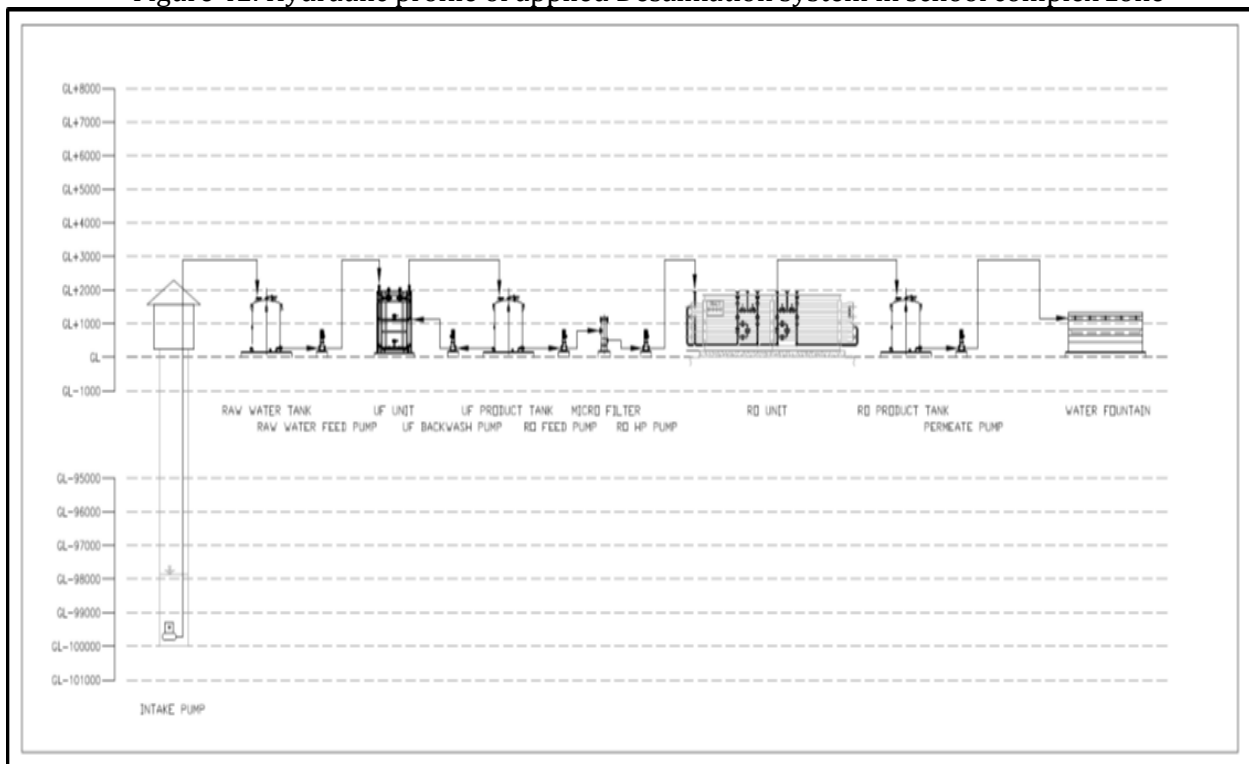 Figure 12. Hydraulic profile of applied Desalination system in school complex zone
GL+8000
GL+7000
GL+6000
GL+5000
GL+4000
GL+3000
GL+2000
GL+1000
GL
GL-1000
RAW WATER TANK
UF UNIT
UF PRODUCT TANK
MICRO FILTER
RO UNIT
RO PRODUCT TANK
WATER FOUNTAIN
RAW WATER FEED PUMP
UF BACKWASH PUMP
RO FEED PUMP
RO HP PUMP
PERMEATE PUMP
GL-95000
GL-96000
GL-97000
GL-98000
GL-99000
GL-100000
GL-101000
INTAKE PUMP